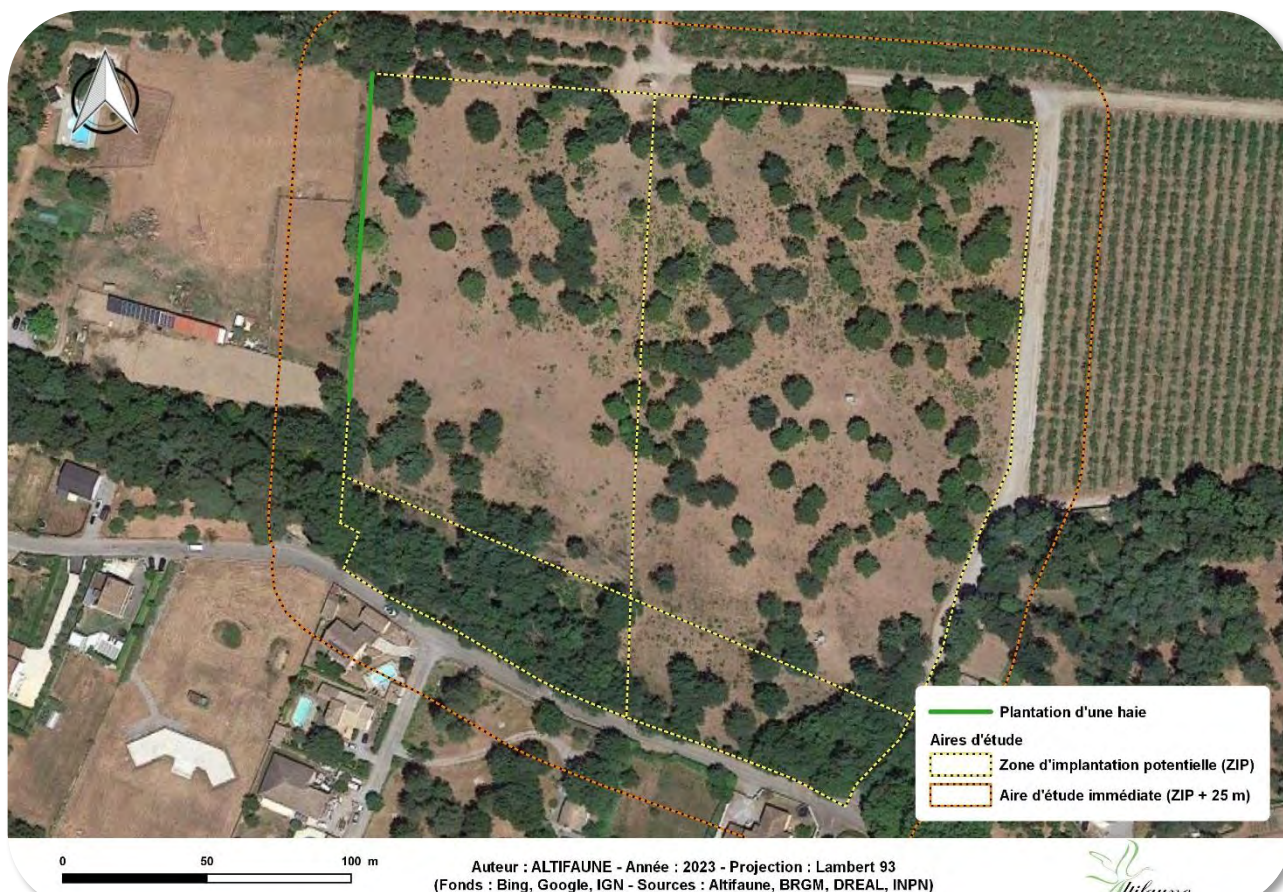 Plantation d'une haie
Aires d'étude
Zone d'implantation potentielle (ZIP)
Aire d'étude immédiate (ZIP + 25 m)
0 50 100 m
Auteur : ALTIFAUNE - Année : 2023 - Projection : Lambert 93
(Fonds : Bing, Google, IGN - Sources : Altifaune, BRGM, DREAL, INPN)
Altifaune